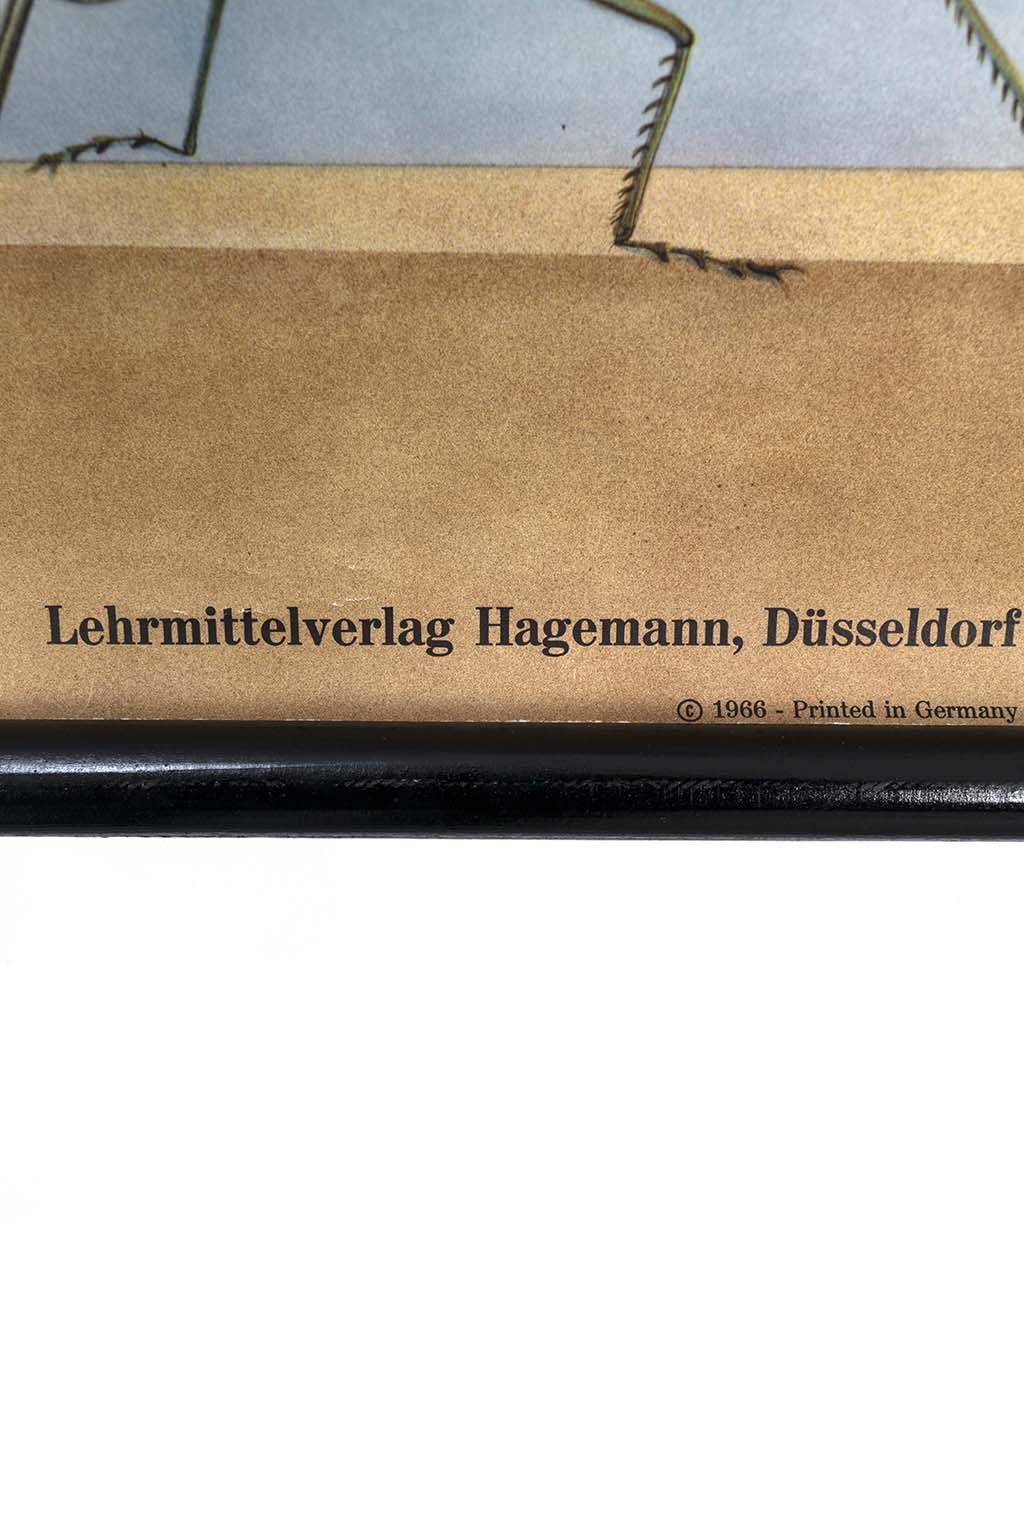 Lehrmittelverlag Hagemann, Düsseldorf
© 1966 - Printed in Germany